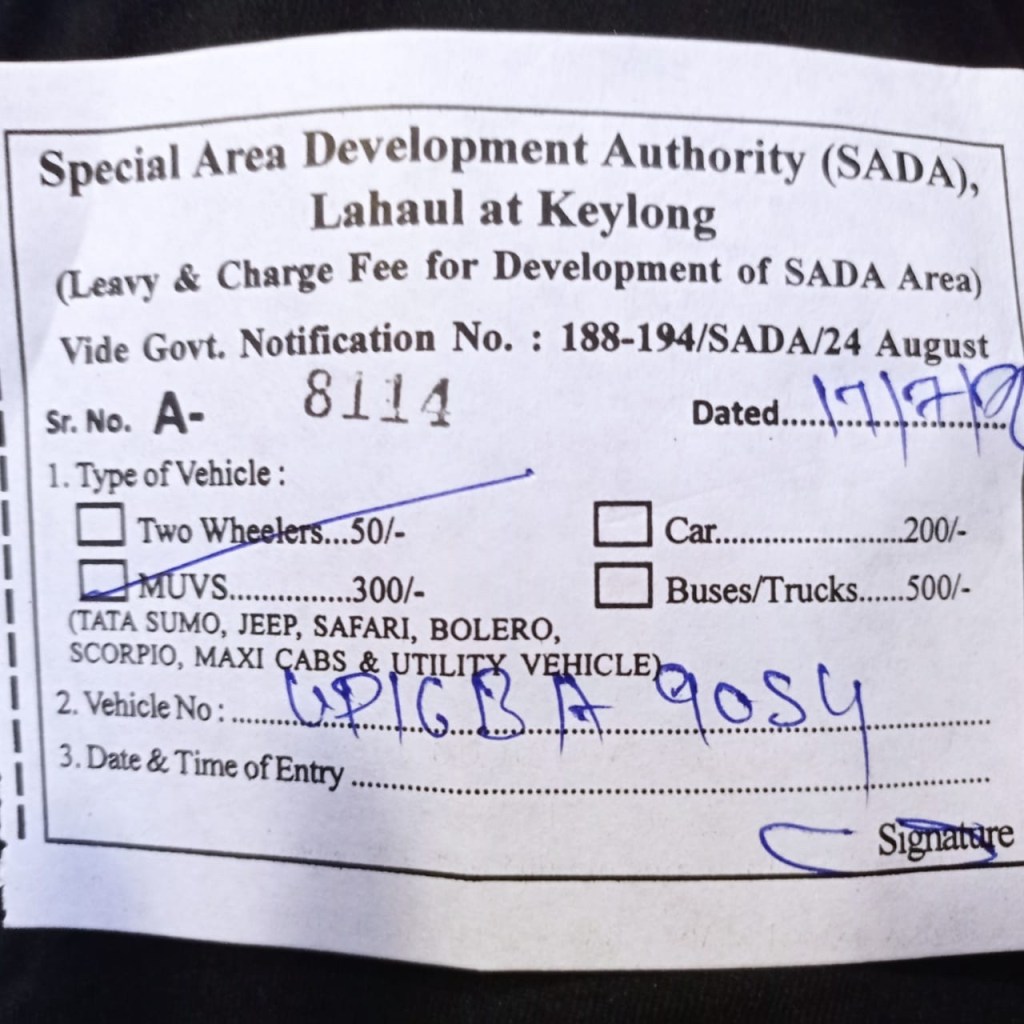 Special Area Development Authority (SADA),
Lahaul at Keylong
(Leavy & Charge Fee for Development of SADA Area)
Vide Govt. Notification No. : 188-194/SADA/24 August
Sr. No. A- 8114 Dated.....17/7/
1. Type of Vehicle :
Two Wheelers...50/- Car.......................200/-
MUVS...............300/- Buses/Trucks......500/-
(TATA SUMO, JEEP, SAFARI, BOLERO,
SCORPIO, MAXI CABS & UTILITY VEHICLE)
2. Vehicle No : UP16BA 9054
3. Date & Time of Entry
Signature